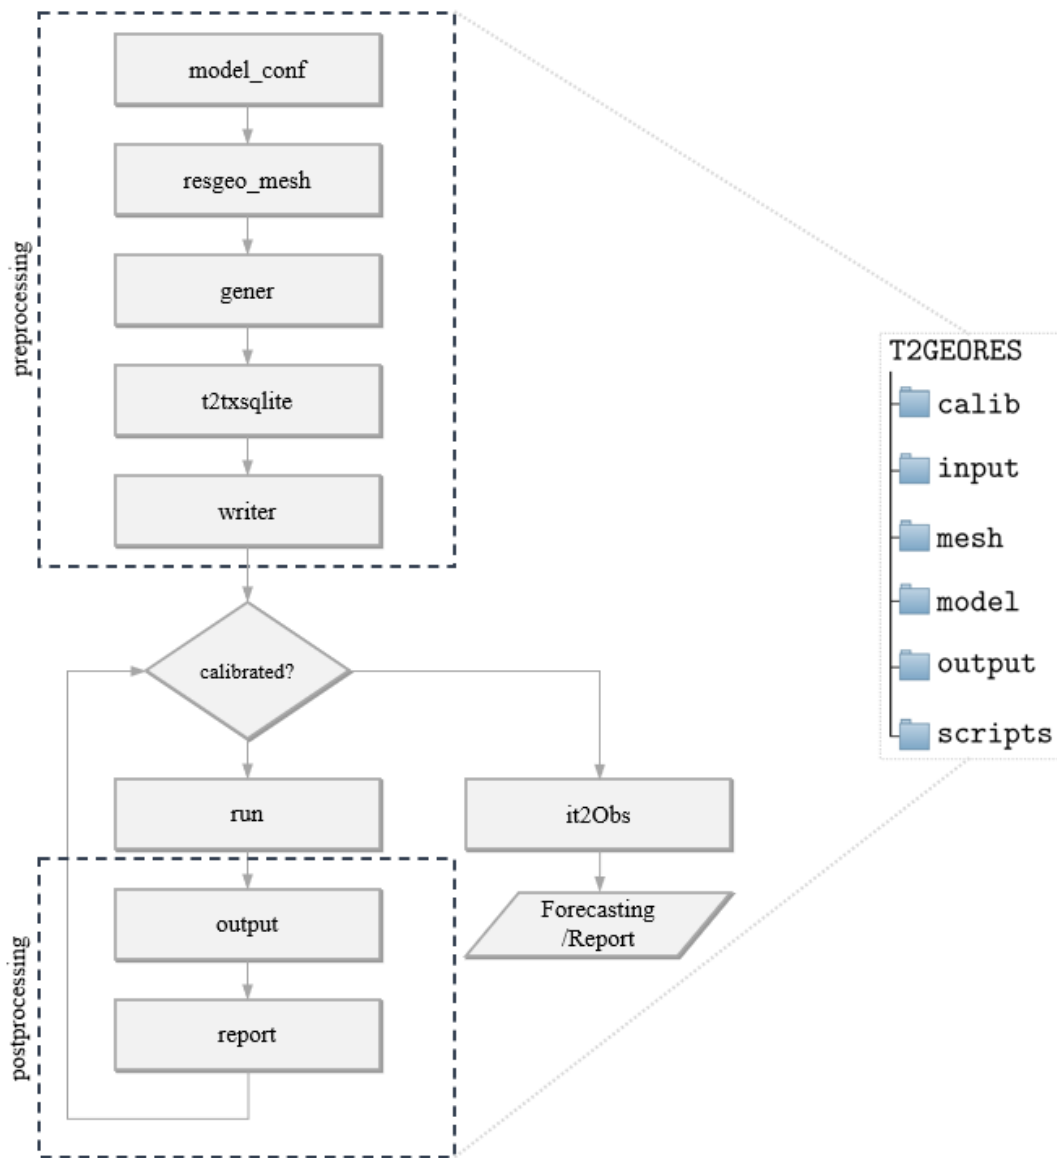 preprocessing
model_conf
resgeo_mesh
gener
t2txsqlite
writer
calibrated?
run
it2Obs
Forecasting
/Report
postprocessing
output
report
T2GEORES
calib
input
mesh
model
output
scripts